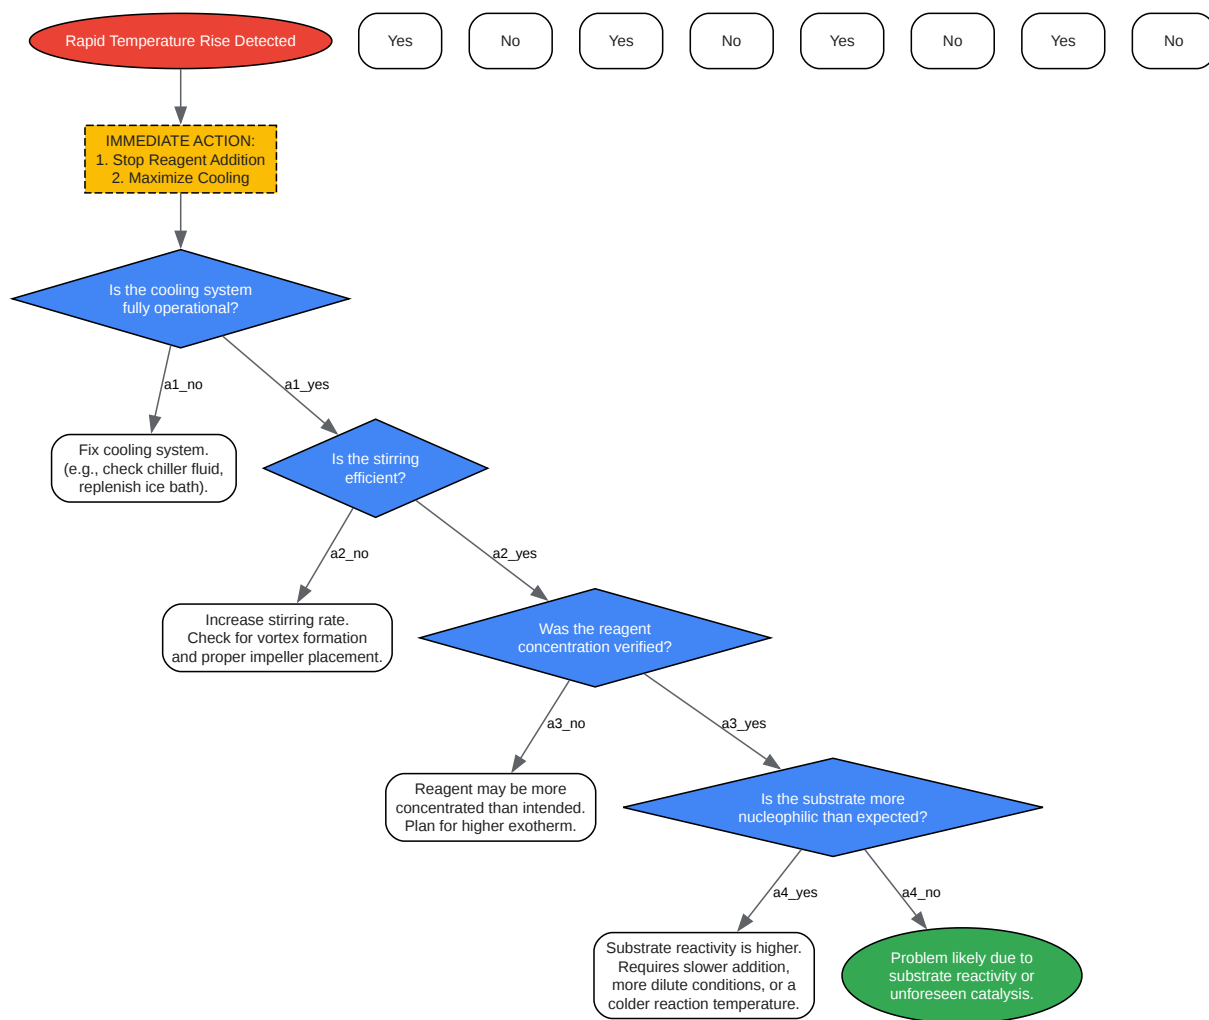 Rapid Temperature Rise Detected
Yes
No
Yes
No
Yes
No
Yes
No
IMMEDIATE ACTION:
1. Stop Reagent Addition
2. Maximize Cooling
Is the cooling system
fully operational?
a1_no
a1_yes
Fix cooling system.
(e.g., check chiller fluid,
replenish ice bath).
Is the stirring
efficient?
a2_no
a2_yes
Increase stirring rate.
Check for vortex formation
and proper impeller placement.
Was the reagent
concentration verified?
a3_no
a3_yes
Reagent may be more
concentrated than intended.
Plan for higher exotherm.
Is the substrate more
nucleophilic than expected?
a4_yes
a4_no
Substrate reactivity is higher.
Requires slower addition,
more dilute conditions, or a
colder reaction temperature.
Problem likely due to
substrate reactivity or
unforeseen catalysis.